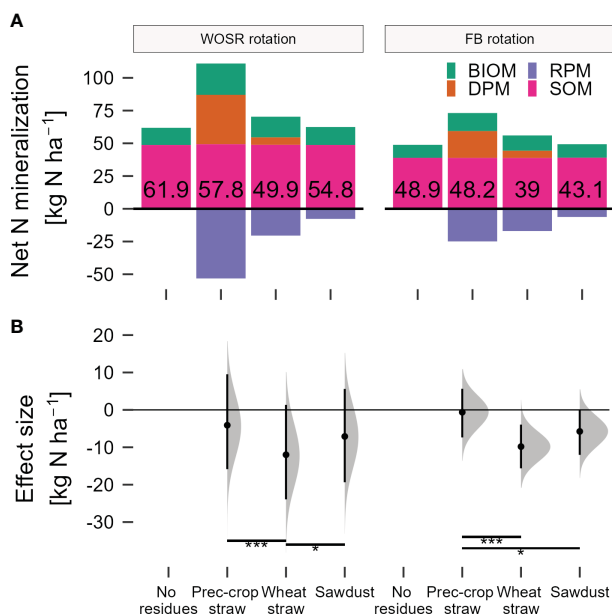 A
WOSR rotation
FB rotation
Net N mineralization
[kg N ha⁻¹]
100
75
50
25
0
-25
-50
BIOM
RPM
DPM
SOM
61.9
57.8
49.9
54.8
48.9
48.2
39
43.1
B
Effect size
[kg N ha⁻¹]
20
10
0
-10
-20
-30
***
*
***
*
No
residues
Prec-crop
straw
Wheat
straw
Sawdust
No
residues
Prec-crop
straw
Wheat
straw
Sawdust